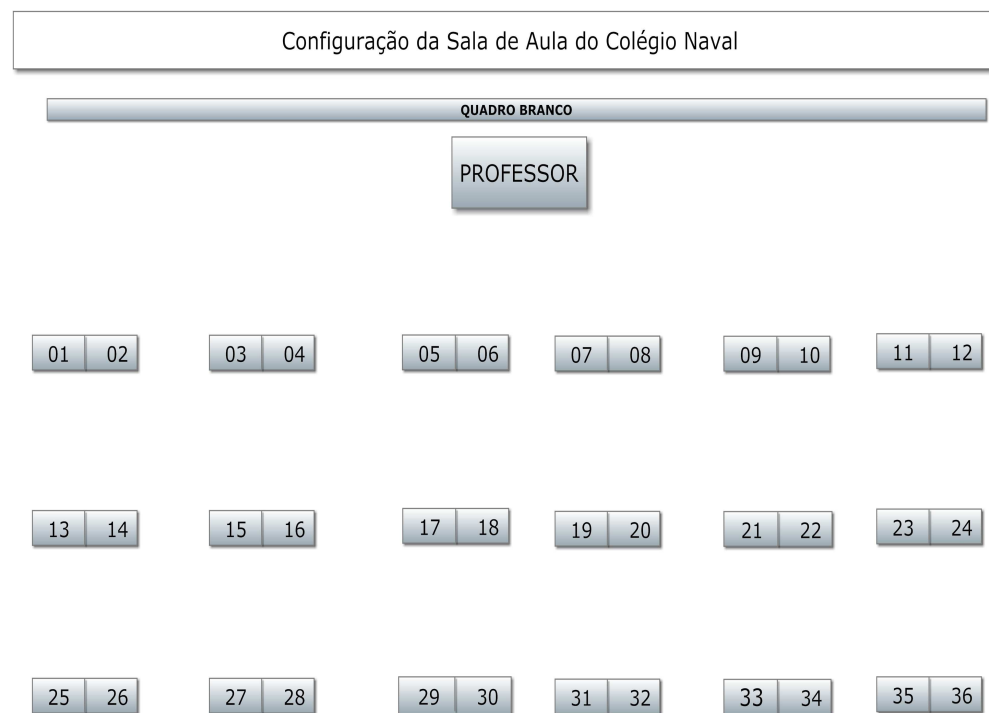 Configuração da Sala de Aula do Colégio Naval
QUADRO BRANCO
PROFESSOR
01 02 03 04 05 06 07 08 09 10 11 12
13 14 15 16 17 18 19 20 21 22 23 24
25 26 27 28 29 30 31 32 33 34 35 36